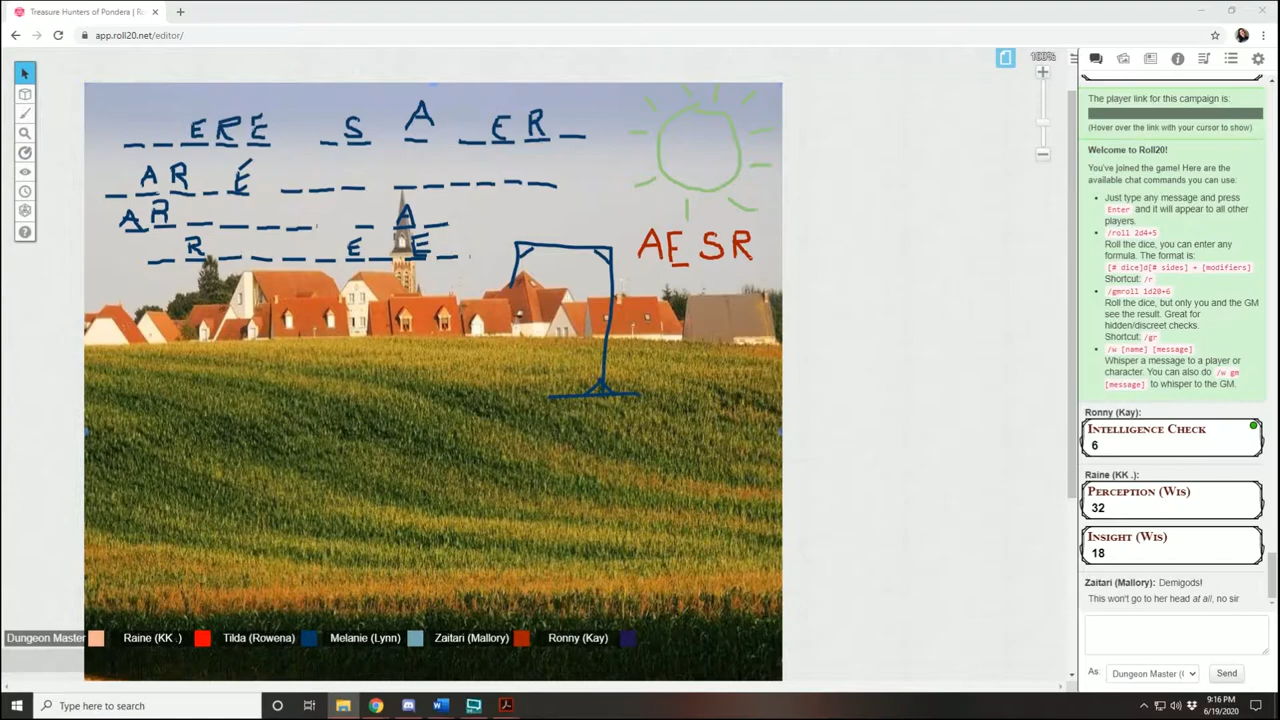 Treasure Hunters of Pondera | R
app.roll20.net/editor/
100%
_ _ E R E _ S A _ E R _
_ A R _ _ É _ _ _ _ _ _ _ _ _ _
A R _ _ _ _ _ _ A _
_ R _ _ _ _ _ E _ E _
A E S R
The player link for this campaign is:
(Hover over the link with your cursor to show)
Welcome to Roll20!
You've joined the game! Here are the
available chat commands you can use:
Just type any message and press
Enter and it will appear to all other
players.
/roll 2d4+5
Roll the dice, you can enter any
formula. The format is:
[# dice]d[# sides] + [modifiers]
Shortcut: /r
/gmroll 1d20+6
Roll the dice, but only you and the GM
see the result. Great for
hidden/discreet checks.
Shortcut: /gr
/w [name] [message]
Whisper a message to a player or
character. You can also do /w gm
[message] to whisper to the GM.
Ronny (Kay):
Intelligence Check
6
Raine (KK .):
Perception (Wis)
32
Insight (Wis)
18
Zaitari (Mallory): Demigods!
This won't go to her head at all, no sir
As: Dungeon Master ( Send
Dungeon Master Raine (KK .) Tilda (Rowena) Melanie (Lynn) Zaitari (Mallory) Ronny (Kay)
Type here to search
9:16 PM
6/19/2020